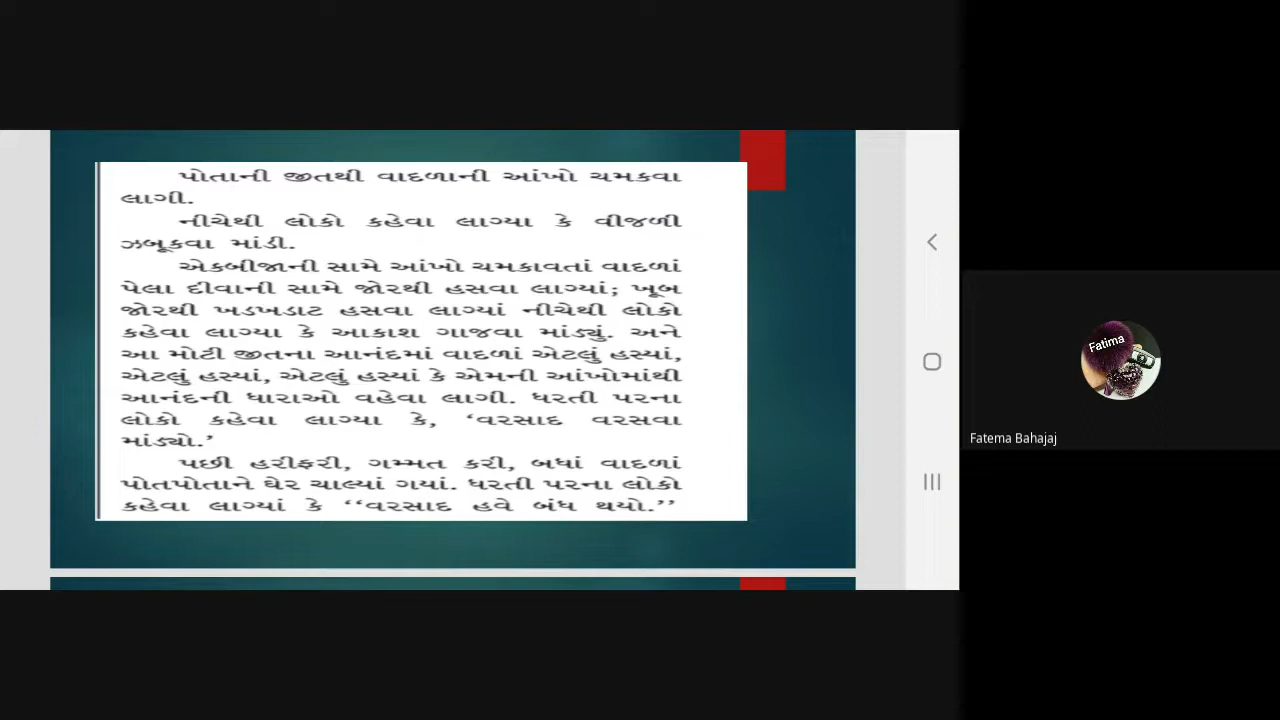 પોતાની જીતથી વાદળાની આંખો ચમકવા
લાગી.
નીચેથી લોકો કહેવા લાગ્યા કે વીજળી
ઝબૂકવા માંડી.
એકબીજાની સામે આંખો ચમકાવતાં વાદળાં
પેલા દીવાની સામે જોરથી હસવા લાગ્યાં; ખૂબ
જોરથી ખડખડાટ હસવા લાગ્યાં નીચેથી લોકો
કહેવા લાગ્યા કે આકાશ ગાજવા માંડ્યું. અને
આ મોટી જીતના આનંદમાં વાદળાં એટલું હસ્યાં,
એટલું હસ્યાં, એટલું હસ્યાં કે એમની આંખોમાંથી
આનંદની ધારાઓ વહેવા લાગી. ધરતી પરના
લોકો કહેવા લાગ્યા કે, ‘વરસાદ વરસવા
માંડ્યો.’
પછી હરીફરી, ગમ્મત કરી, બધાં વાદળાં
પોતપોતાને ઘેર ચાલ્યાં ગયાં. ધરતી પરના લોકો
કહેવા લાગ્યાં કે ‘‘વરસાદ હવે બંધ થયો.’’
Fatima
Fatema Bahajaj